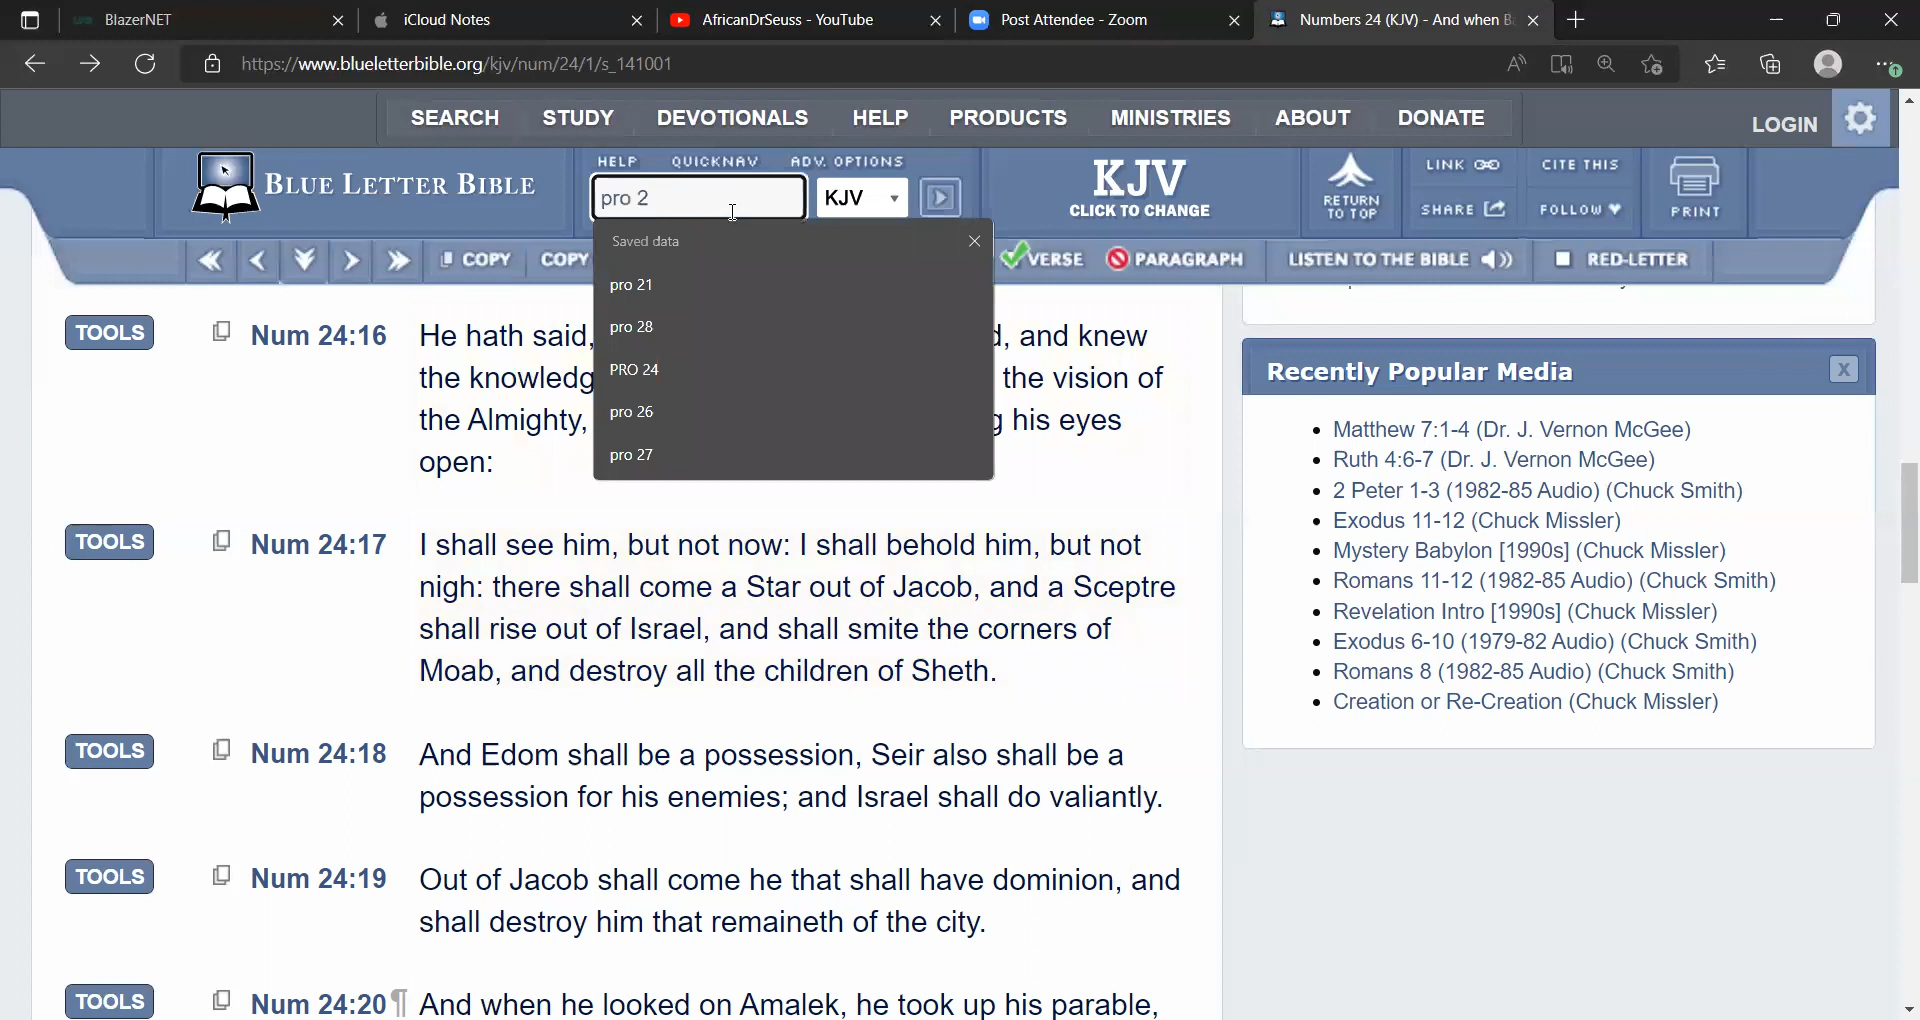 BlazerNET
iCloud Notes
AfricanDrSeuss - YouTube
Post Attendee - Zoom
Numbers 24 (KJV) - And when B
https://www.blueletterbible.org/kjv/num/24/1/s_141001
SEARCH STUDY DEVOTIONALS HELP PRODUCTS MINISTRIES ABOUT DONATE
LOGIN
BLUE LETTER BIBLE
HELP QUICKNAV ADV. OPTIONS
pro 2
KJV
KJV
CLICK TO CHANGE
RETURN
TO TOP
LINK
CITE THIS
SHARE
FOLLOW
PRINT
COPY
COPY
VERSE
PARAGRAPH
LISTEN TO THE BIBLE
RED-LETTER
Saved data
pro 21
pro 28
PRO 24
pro 26
pro 27
TOOLS
Num 24:16
He hath said, and knew
the knowledg the vision of
the Almighty, his eyes
open:
TOOLS
Num 24:17
I shall see him, but not now: I shall behold him, but not
nigh: there shall come a Star out of Jacob, and a Sceptre
shall rise out of Israel, and shall smite the corners of
Moab, and destroy all the children of Sheth.
TOOLS
Num 24:18
And Edom shall be a possession, Seir also shall be a
possession for his enemies; and Israel shall do valiantly.
TOOLS
Num 24:19
Out of Jacob shall come he that shall have dominion, and
shall destroy him that remaineth of the city.
TOOLS
Num 24:20¶
And when he looked on Amalek, he took up his parable,
Recently Popular Media
X
• Matthew 7:1-4 (Dr. J. Vernon McGee)
• Ruth 4:6-7 (Dr. J. Vernon McGee)
• 2 Peter 1-3 (1982-85 Audio) (Chuck Smith)
• Exodus 11-12 (Chuck Missler)
• Mystery Babylon [1990s] (Chuck Missler)
• Romans 11-12 (1982-85 Audio) (Chuck Smith)
• Revelation Intro [1990s] (Chuck Missler)
• Exodus 6-10 (1979-82 Audio) (Chuck Smith)
• Romans 8 (1982-85 Audio) (Chuck Smith)
• Creation or Re-Creation (Chuck Missler)